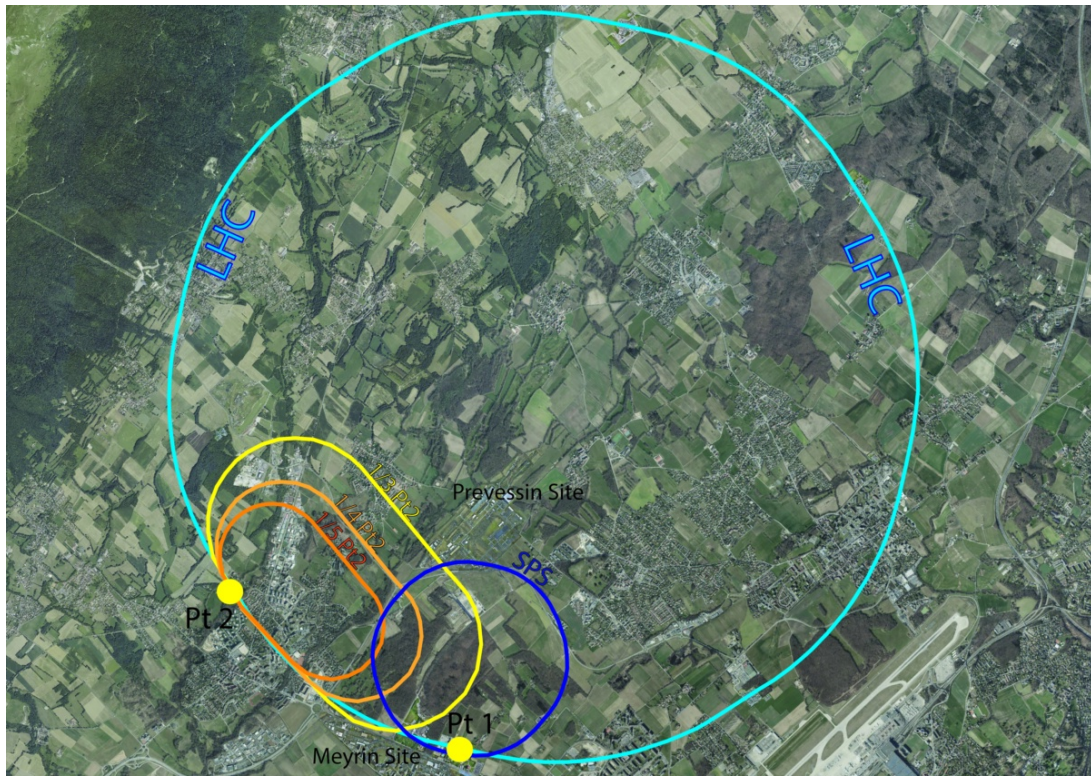 LHC
LHC
1/3 Pt2
Prevessin Site
1/4 Pt2
1/5 Pt2
SPS
Pt 2
Pt 1
Meyrin Site